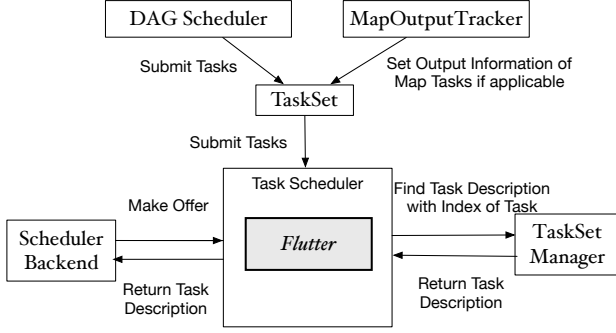 DAG Scheduler
MapOutputTracker
Submit Tasks
Set Output Information of
Map Tasks if applicable
TaskSet
Submit Tasks
Task Scheduler
Make Offer
Find Task Description
with Index of Task
Scheduler
Backend
Flutter
TaskSet
Manager
Return Task
Description
Return Task
Description